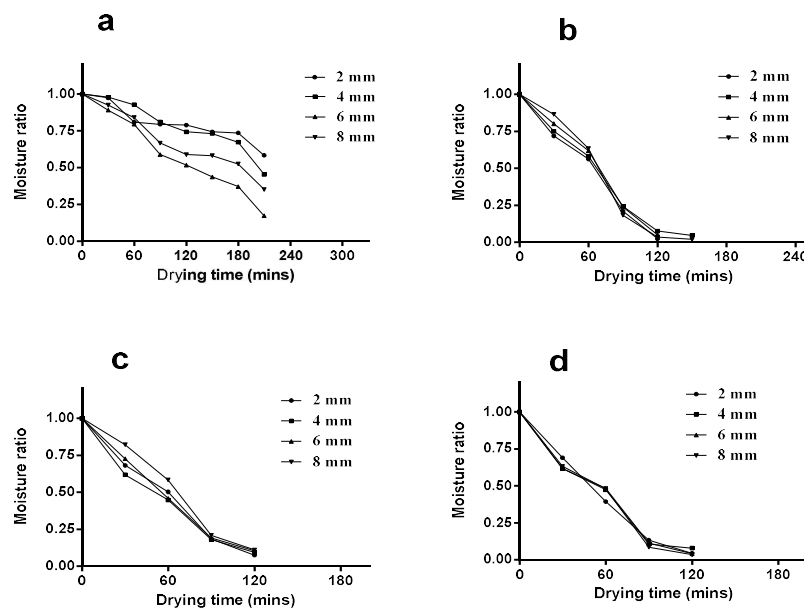 a
2 mm
4 mm
6 mm
8 mm
1.00
0.75
0.50
0.25
0.00
Moisture ratio
0 60 120 180 240 300
Drying time (mins)
b
2 mm
4 mm
6 mm
8 mm
1.00
0.75
0.50
0.25
0.00
Moisture ratio
0 60 120 180 240
Drying time (mins)
c
2 mm
4 mm
6 mm
8 mm
1.00
0.75
0.50
0.25
0.00
Moisture ratio
0 60 120 180
Drying time (mins)
d
2 mm
4 mm
6 mm
8 mm
1.00
0.75
0.50
0.25
0.00
Moisture ratio
0 60 120 180
Drying time (mins)